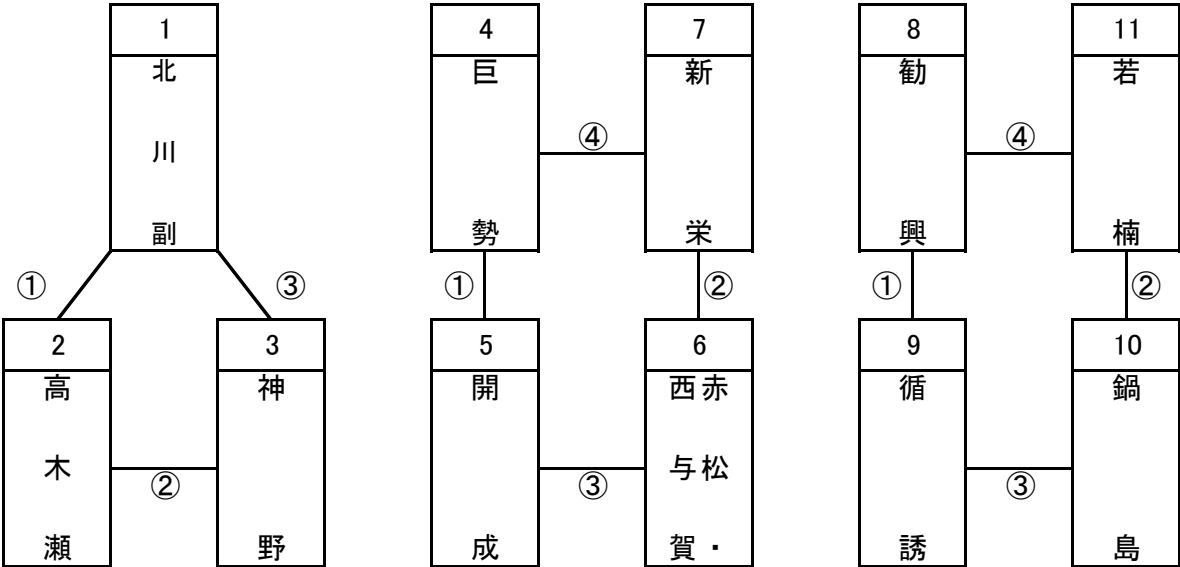 1
北川副
①
③
2
高木瀬
②
3
神野
4
巨勢
④
7
新栄
①
②
5
開成
③
6
赤松・
西与賀
8
勧興
④
11
若楠
①
②
9
循誘
③
10
鍋島